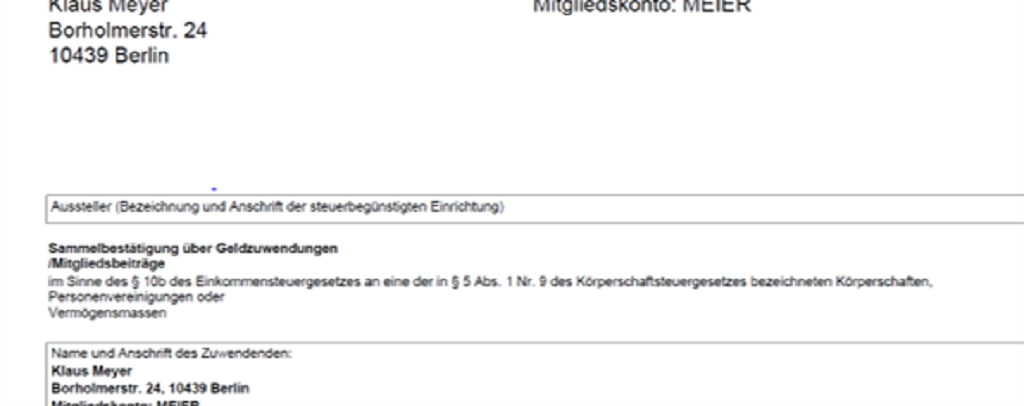 Klaus Meyer
Mitgliedskonto: MEIER
Borholmerstr. 24
10439 Berlin
Aussteller (Bezeichnung und Anschrift der steuerbegünstigten Einrichtung)
Sammelbestätigung über Geldzuwendungen
/Mitgliedsbeiträge
im Sinne des § 10b des Einkommensteuergesetzes an eine der in § 5 Abs. 1 Nr. 9 des Körperschaftsteuergesetzes bezeichneten Körperschaften,
Personenvereinigungen oder
Vermögensmassen
Name und Anschrift des Zuwendenden:
Klaus Meyer
Borholmerstr. 24, 10439 Berlin
Mitgliedskonto: MEIER